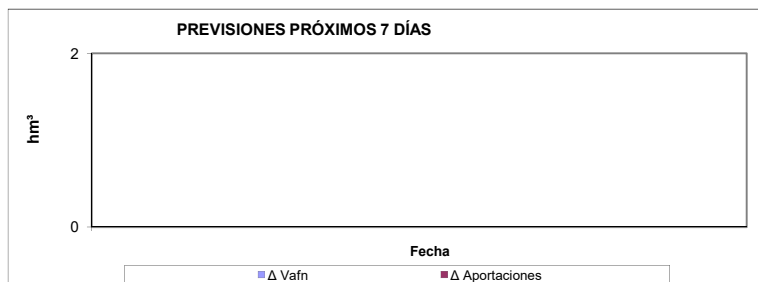 PREVISIONES PRÓXIMOS 7 DÍAS
2
hm³
0
Fecha
Δ Vafn Δ Aportaciones